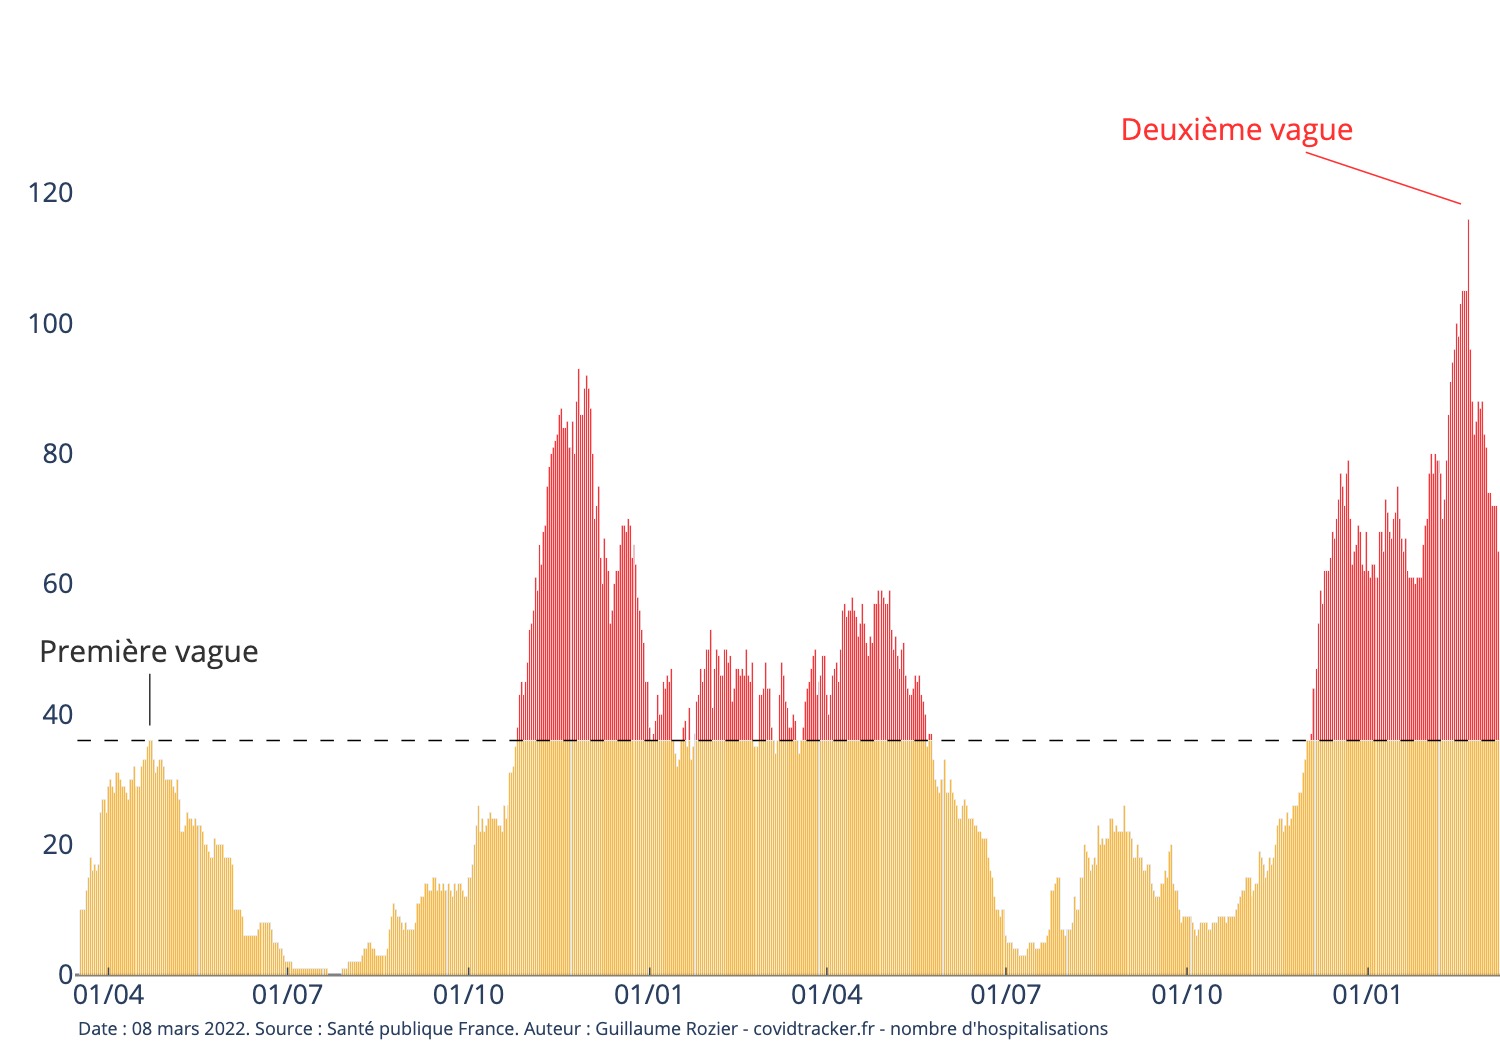 Deuxième vague
120
100
80
60
Première vague
40
20
0
01/04 01/07 01/10 01/01 01/04 01/07 01/10 01/01
Date : 08 mars 2022. Source : Santé publique France. Auteur : Guillaume Rozier - covidtracker.fr - nombre d'hospitalisations